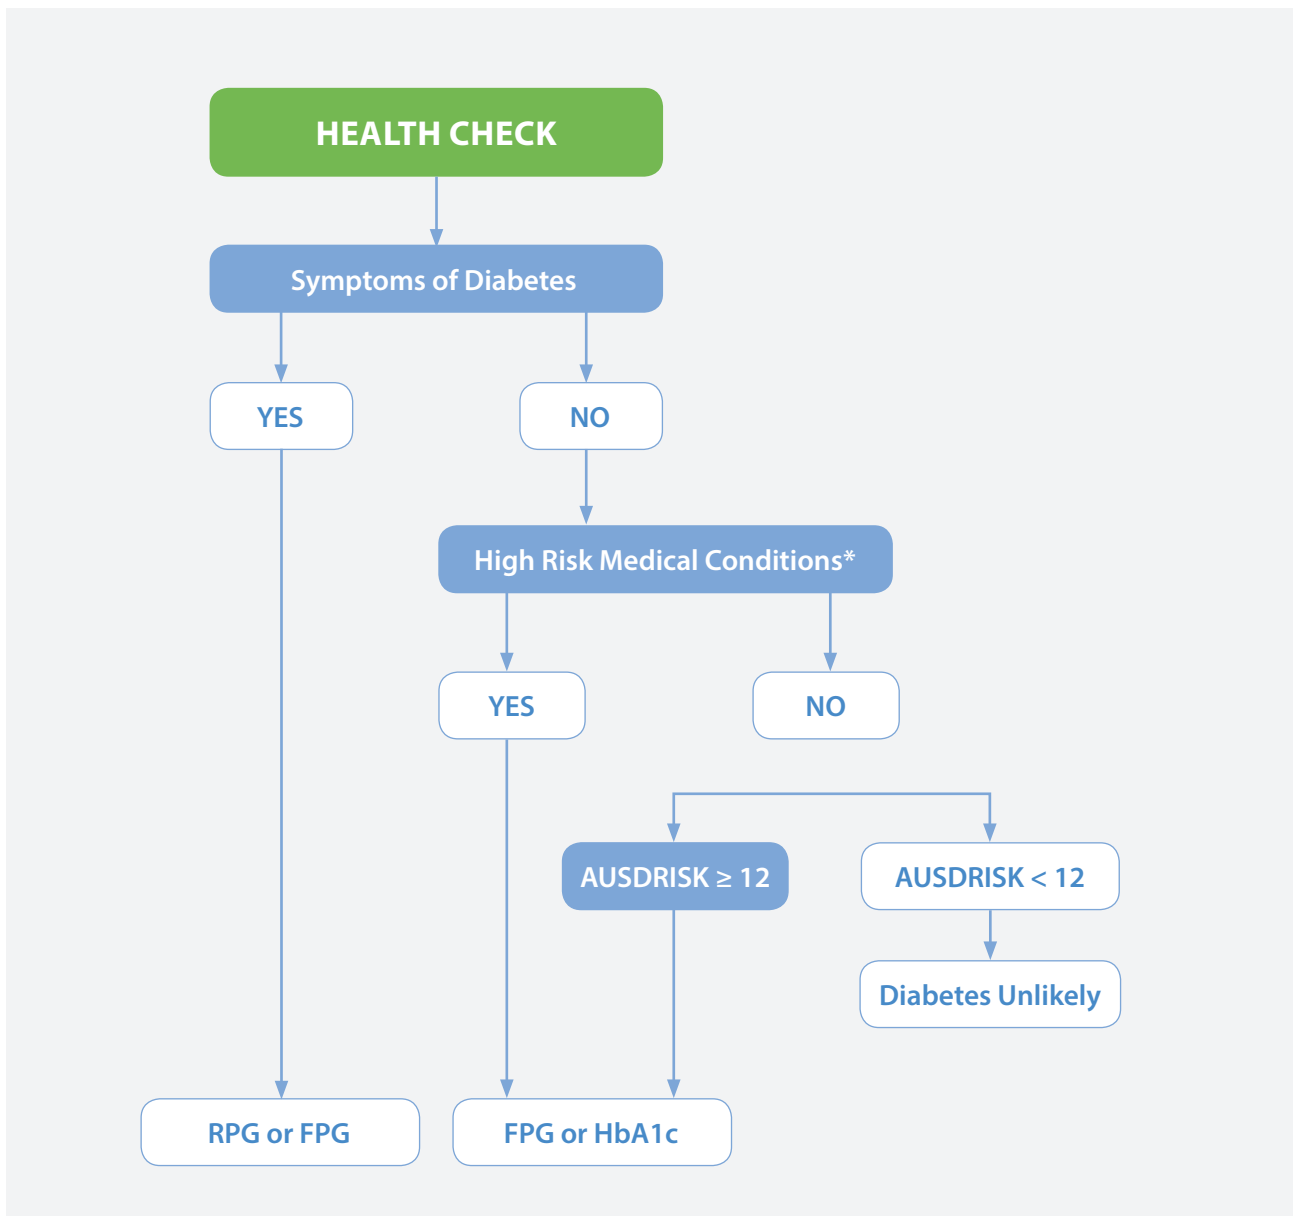 HEALTH CHECK
Symptoms of Diabetes
YES
NO
High Risk Medical Conditions*
YES
NO
AUSDRISK ≥ 12
AUSDRISK < 12
Diabetes Unlikely
RPG or FPG
FPG or HbA1c